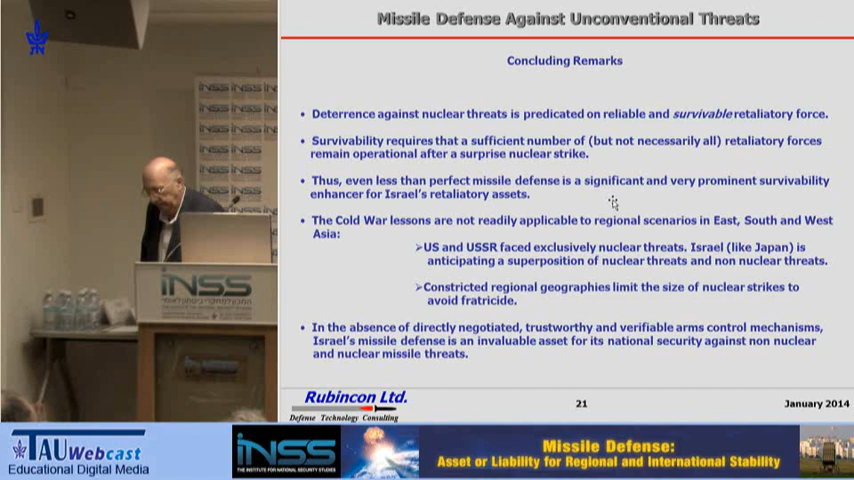 Missile Defense Against Unconventional Threats
Concluding Remarks
• Deterrence against nuclear threats is predicated on reliable and survivable retaliatory force.
• Survivability requires that a sufficient number of (but not necessarily all) retaliatory forces
remain operational after a surprise nuclear strike.
• Thus, even less than perfect missile defense is a significant and very prominent survivability
enhancer for Israel's retaliatory assets.
• The Cold War lessons are not readily applicable to regional scenarios in East, South and West
Asia:
➢US and USSR faced exclusively nuclear threats. Israel (like Japan) is
anticipating a superposition of nuclear threats and non nuclear threats.
➢Constricted regional geographies limit the size of nuclear strikes to
avoid fratricide.
• In the absence of directly negotiated, trustworthy and verifiable arms control mechanisms,
Israel's missile defense is an invaluable asset for its national security against non nuclear
and nuclear missile threats.
Rubincon Ltd.
Defense Technology Consulting
21
January 2014
INSS
INSS
TAU Webcast
Educational Digital Media
INSS
THE INSTITUTE FOR NATIONAL SECURITY STUDIES
Missile Defense:
Asset or Liability for Regional and International Stability